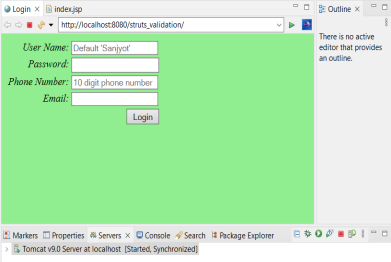 Login index.jsp Outline
http://localhost:8080/struts_validation/
There is no active
editor that provides
an outline.
User Name: Default 'Sanjyot'
Password:
Phone Number: 10 digit phone number
Email:
Login
Markers Properties Servers Console Search Package Explorer
Tomcat v9.0 Server at localhost [Started, Synchronized]